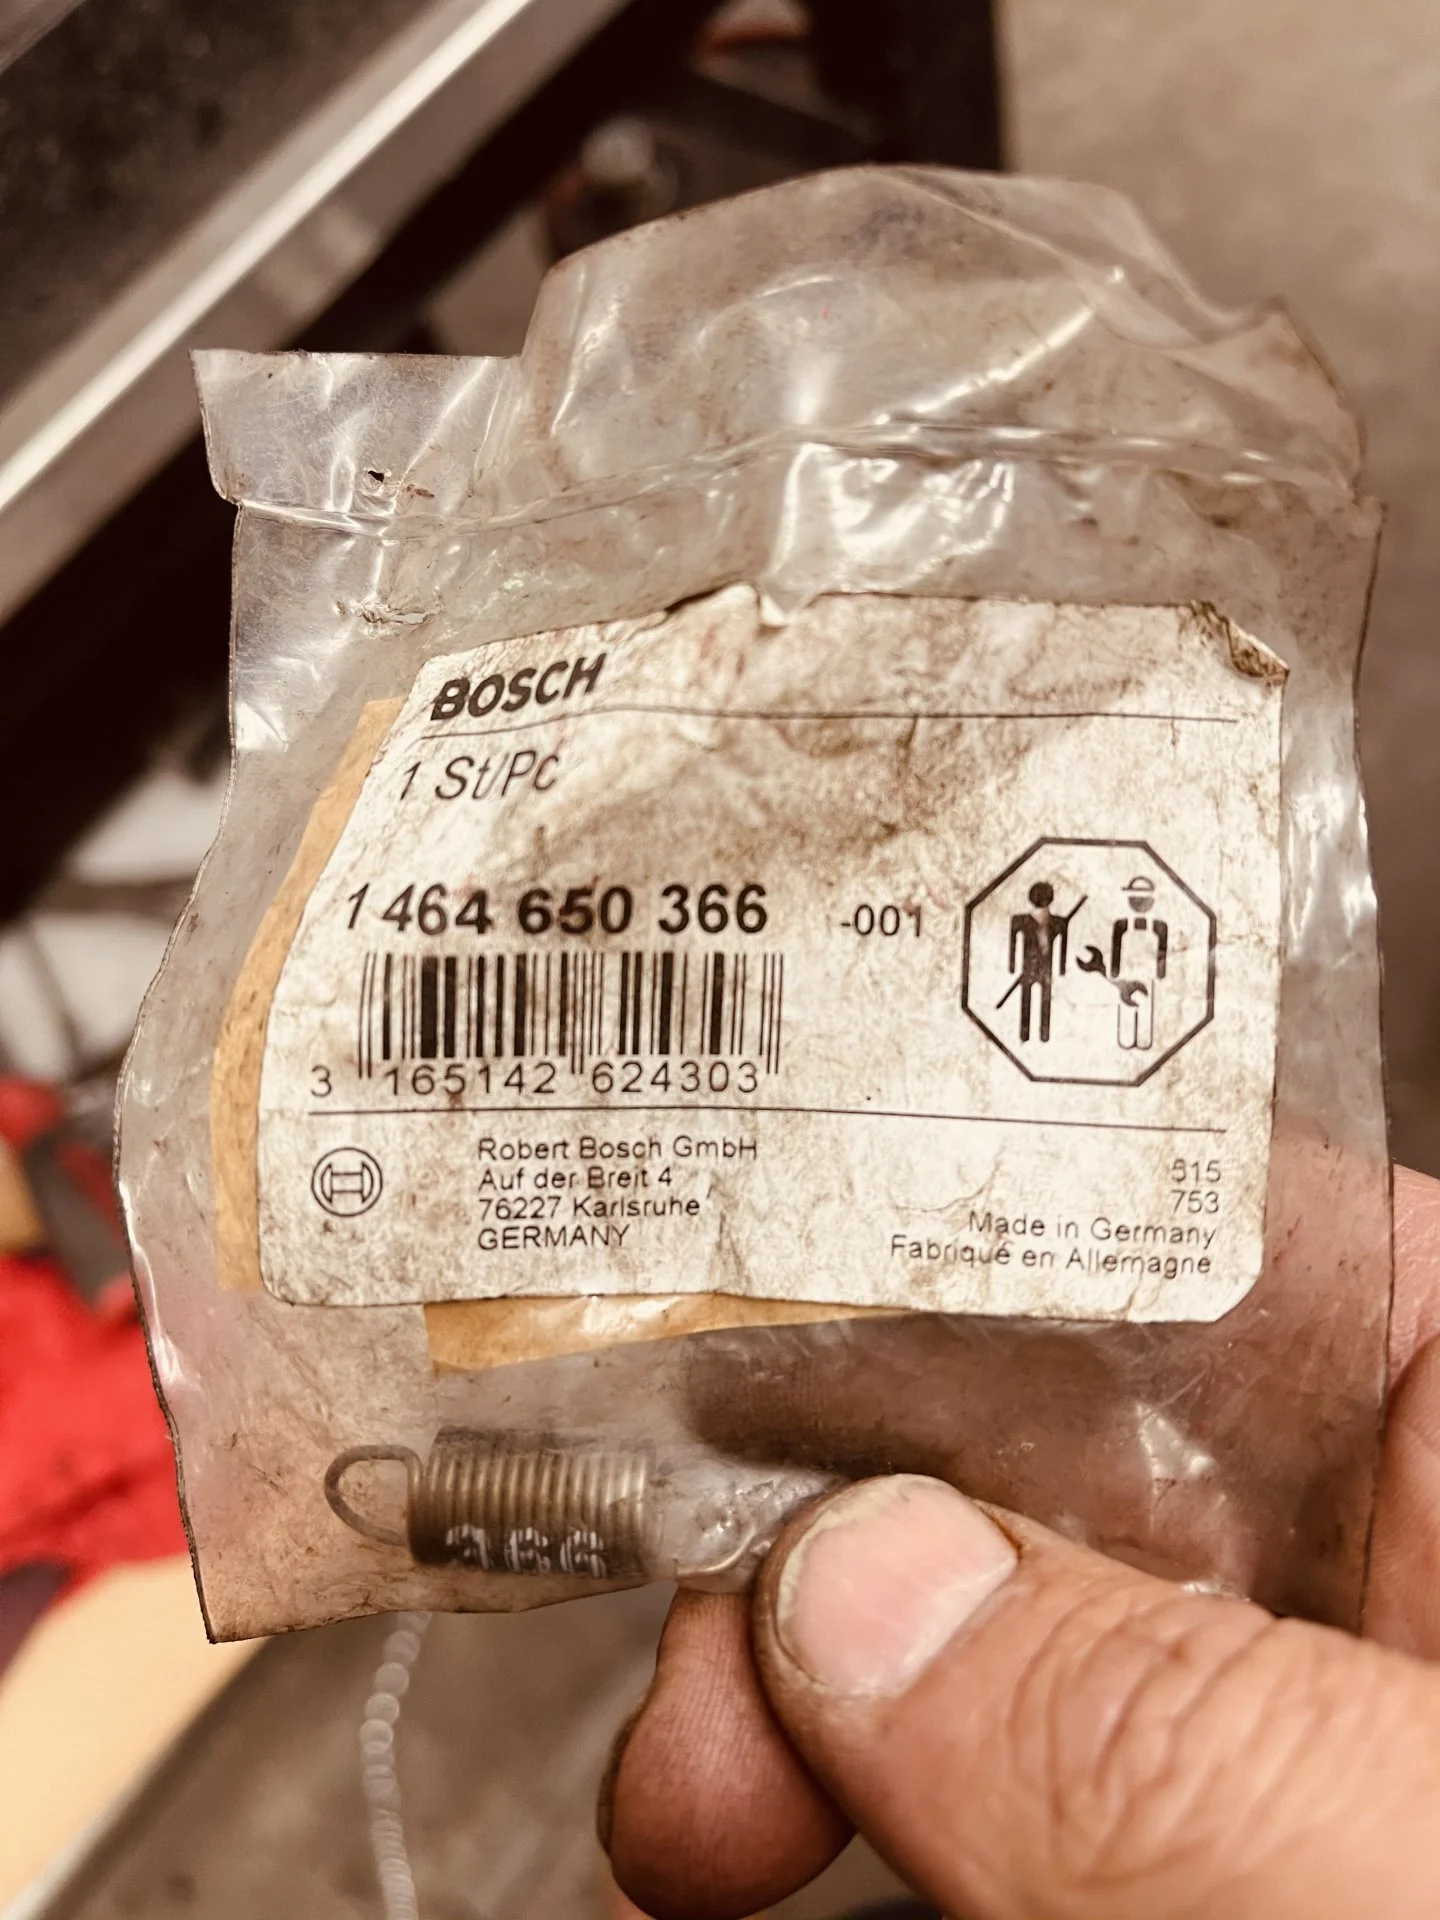 BOSCH
1 St/Pc
1 464 650 366 -001
3 165142 624303
Robert Bosch GmbH
Auf der Breit 4
76227 Karlsruhe
GERMANY
515
753
Made in Germany
Fabriqué en Allemagne
366